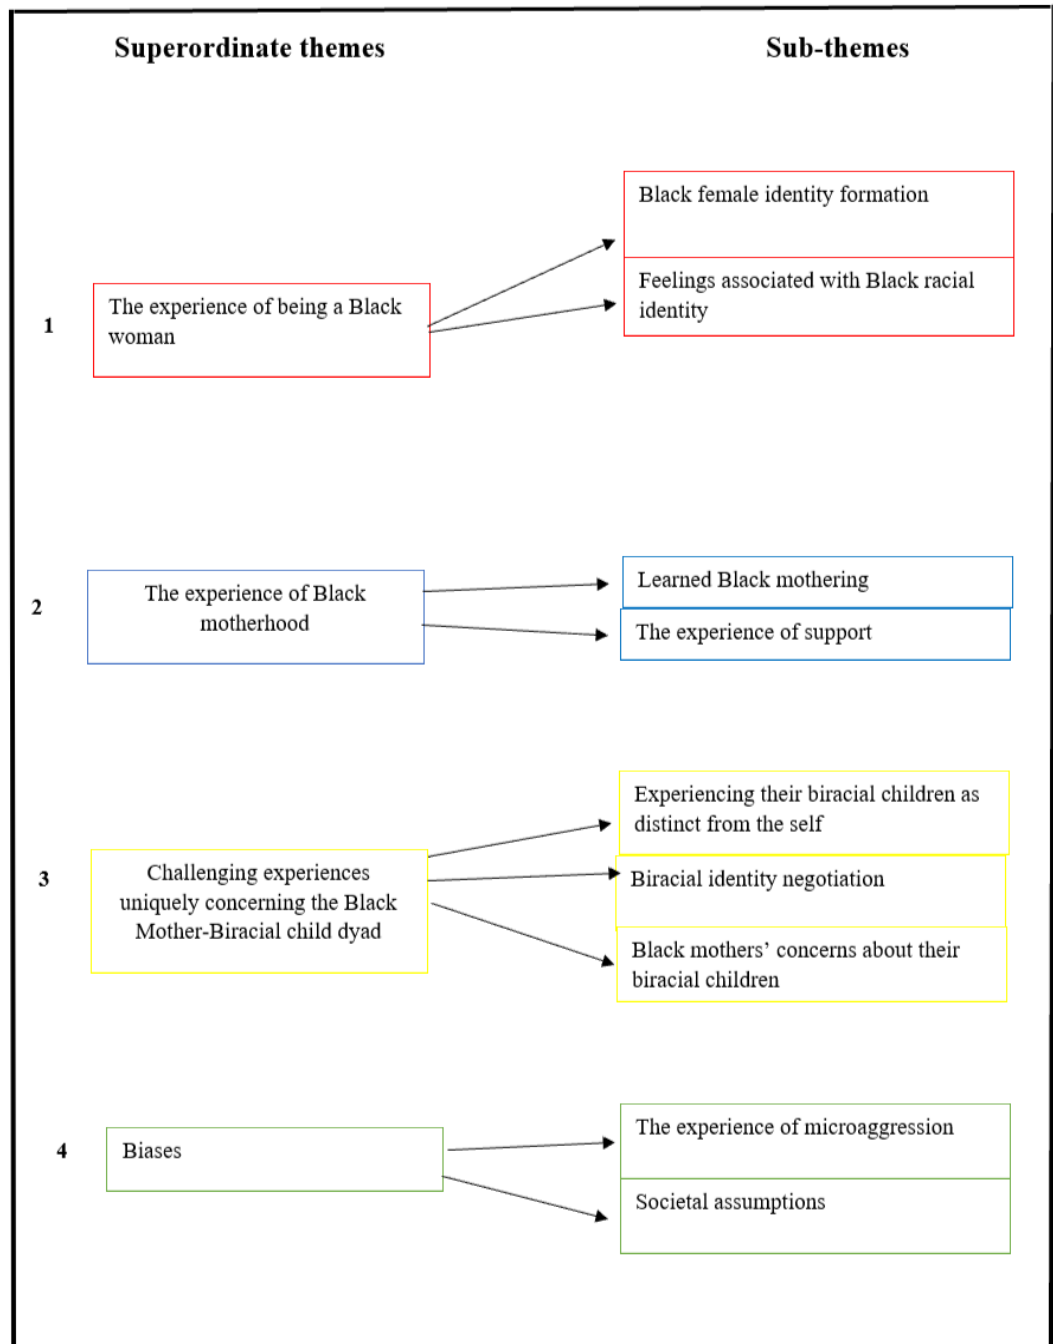 Superordinate themes
Sub-themes
1
The experience of being a Black
woman
Black female identity formation
Feelings associated with Black racial
identity
2
The experience of Black
motherhood
Learned Black mothering
The experience of support
3
Challenging experiences
uniquely concerning the Black
Mother-Biracial child dyad
Experiencing their biracial children as
distinct from the self
Biracial identity negotiation
Black mothers’ concerns about their
biracial children
4
Biases
The experience of microaggression
Societal assumptions